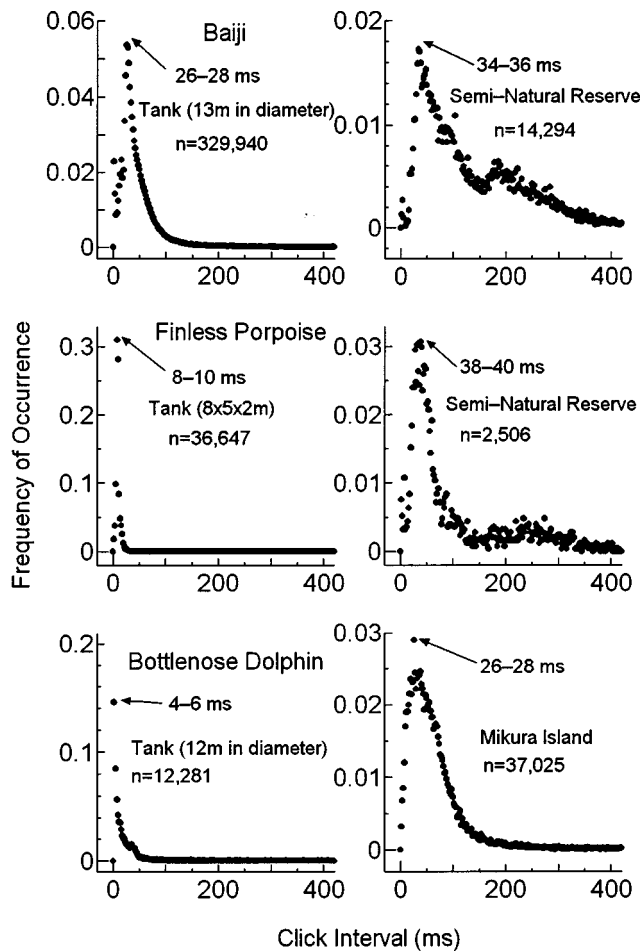 Baiji
0.06
0.04
0.02
0
26–28 ms
Tank (13m in diameter)
n=329,940
0 200 400
0.02
0.01
0
34–36 ms
Semi–Natural Reserve
n=14,294
0 200 400
Finless Porpoise
0.3
0.2
0.1
0
8–10 ms
Tank (8x5x2m)
n=36,647
0 200 400
0.03
0.02
0.01
0
38–40 ms
Semi–Natural Reserve
n=2,506
0 200 400
Bottlenose Dolphin
0.2
0.1
0
4–6 ms
Tank (12m in diameter)
n=12,281
0 200 400
0.03
0.02
0.01
0
26–28 ms
Mikura Island
n=37,025
0 200 400
Frequency of Occurrence
Click Interval (ms)